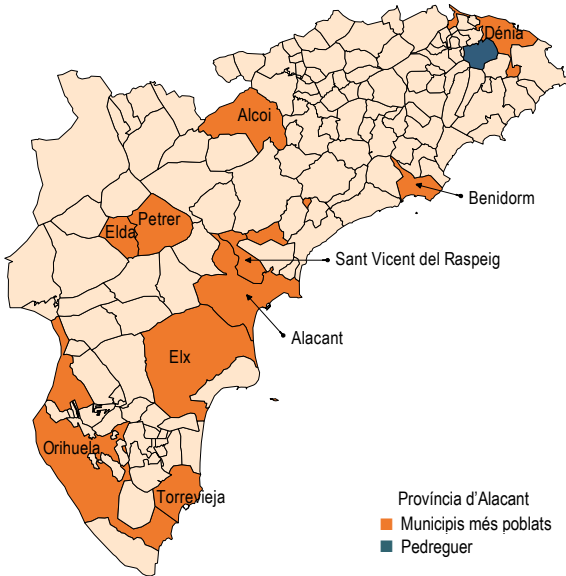 Dénia
Alcoi
Benidorm
Petrer
Elda
Sant Vicent del Raspeig
Alacant
Elx
Orihuela
Torrevieja
Província d'Alacant
Municipis més poblats
Pedreguer